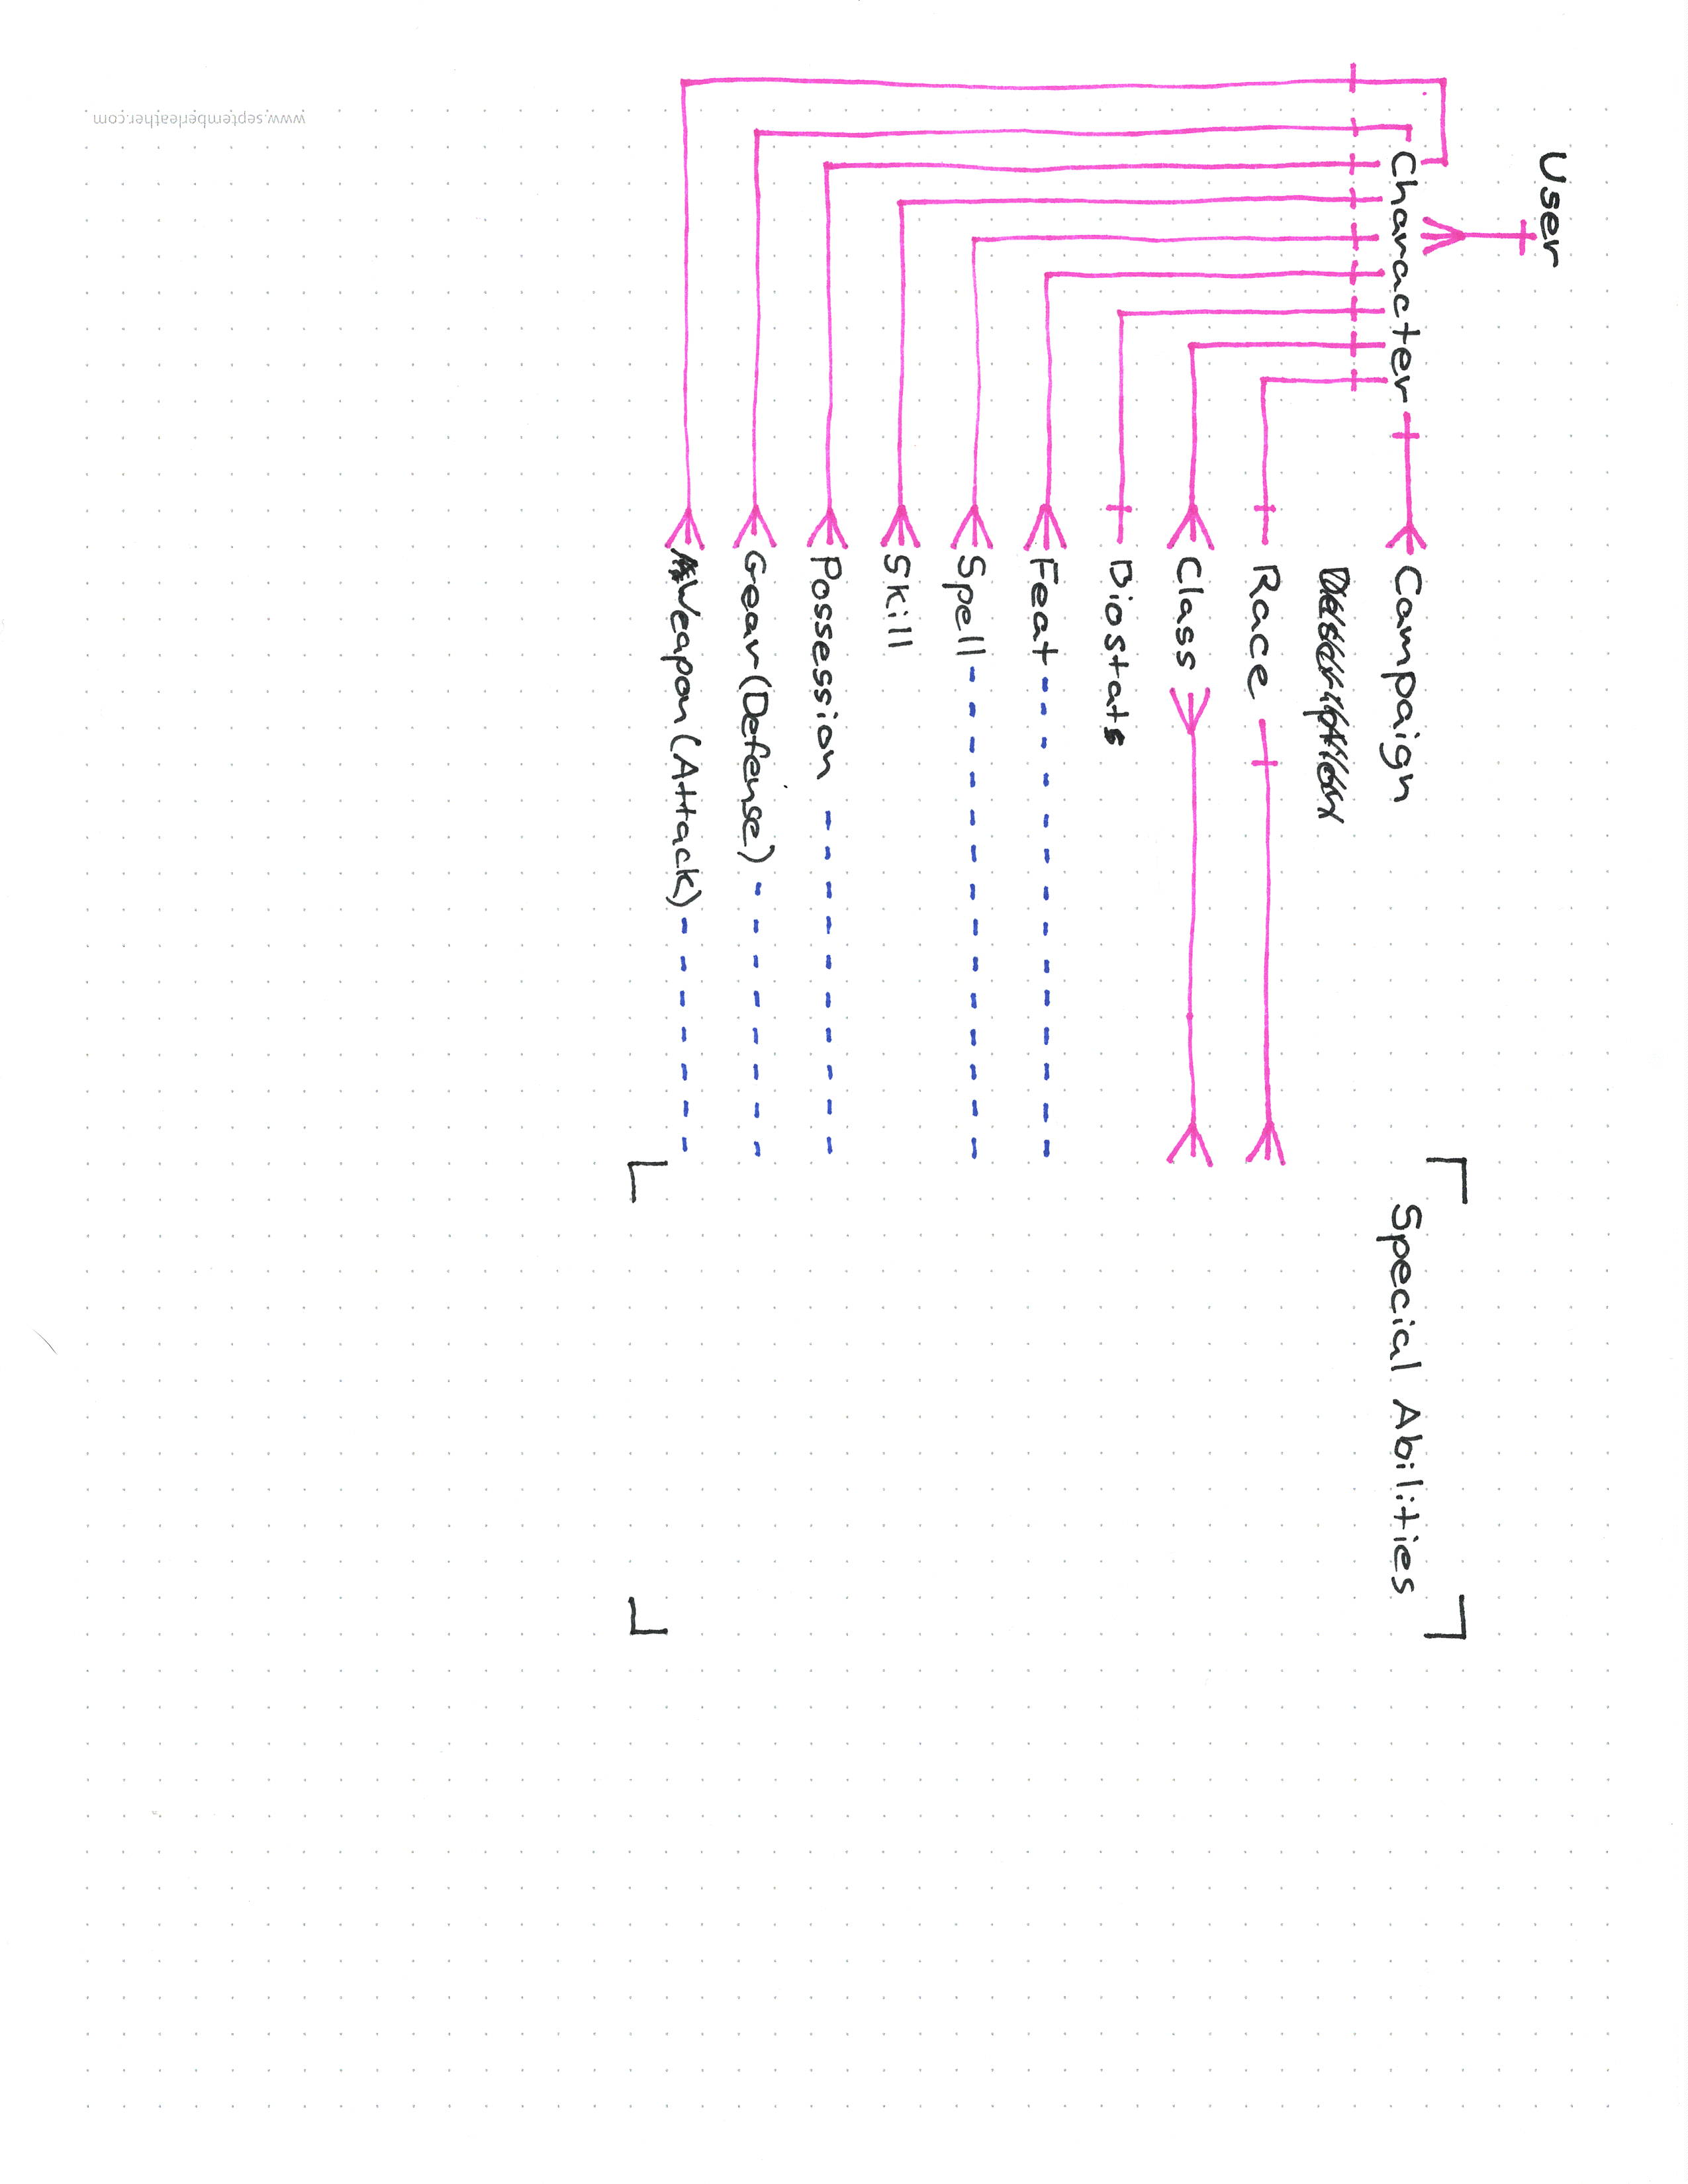 User
Character
Campaign
Special Abilities
Description
Race
Class
Biostats
Feat
Spell
Skill
Possession
Gear (Defense)
Weapon (Attack)
www.septemberleather.com